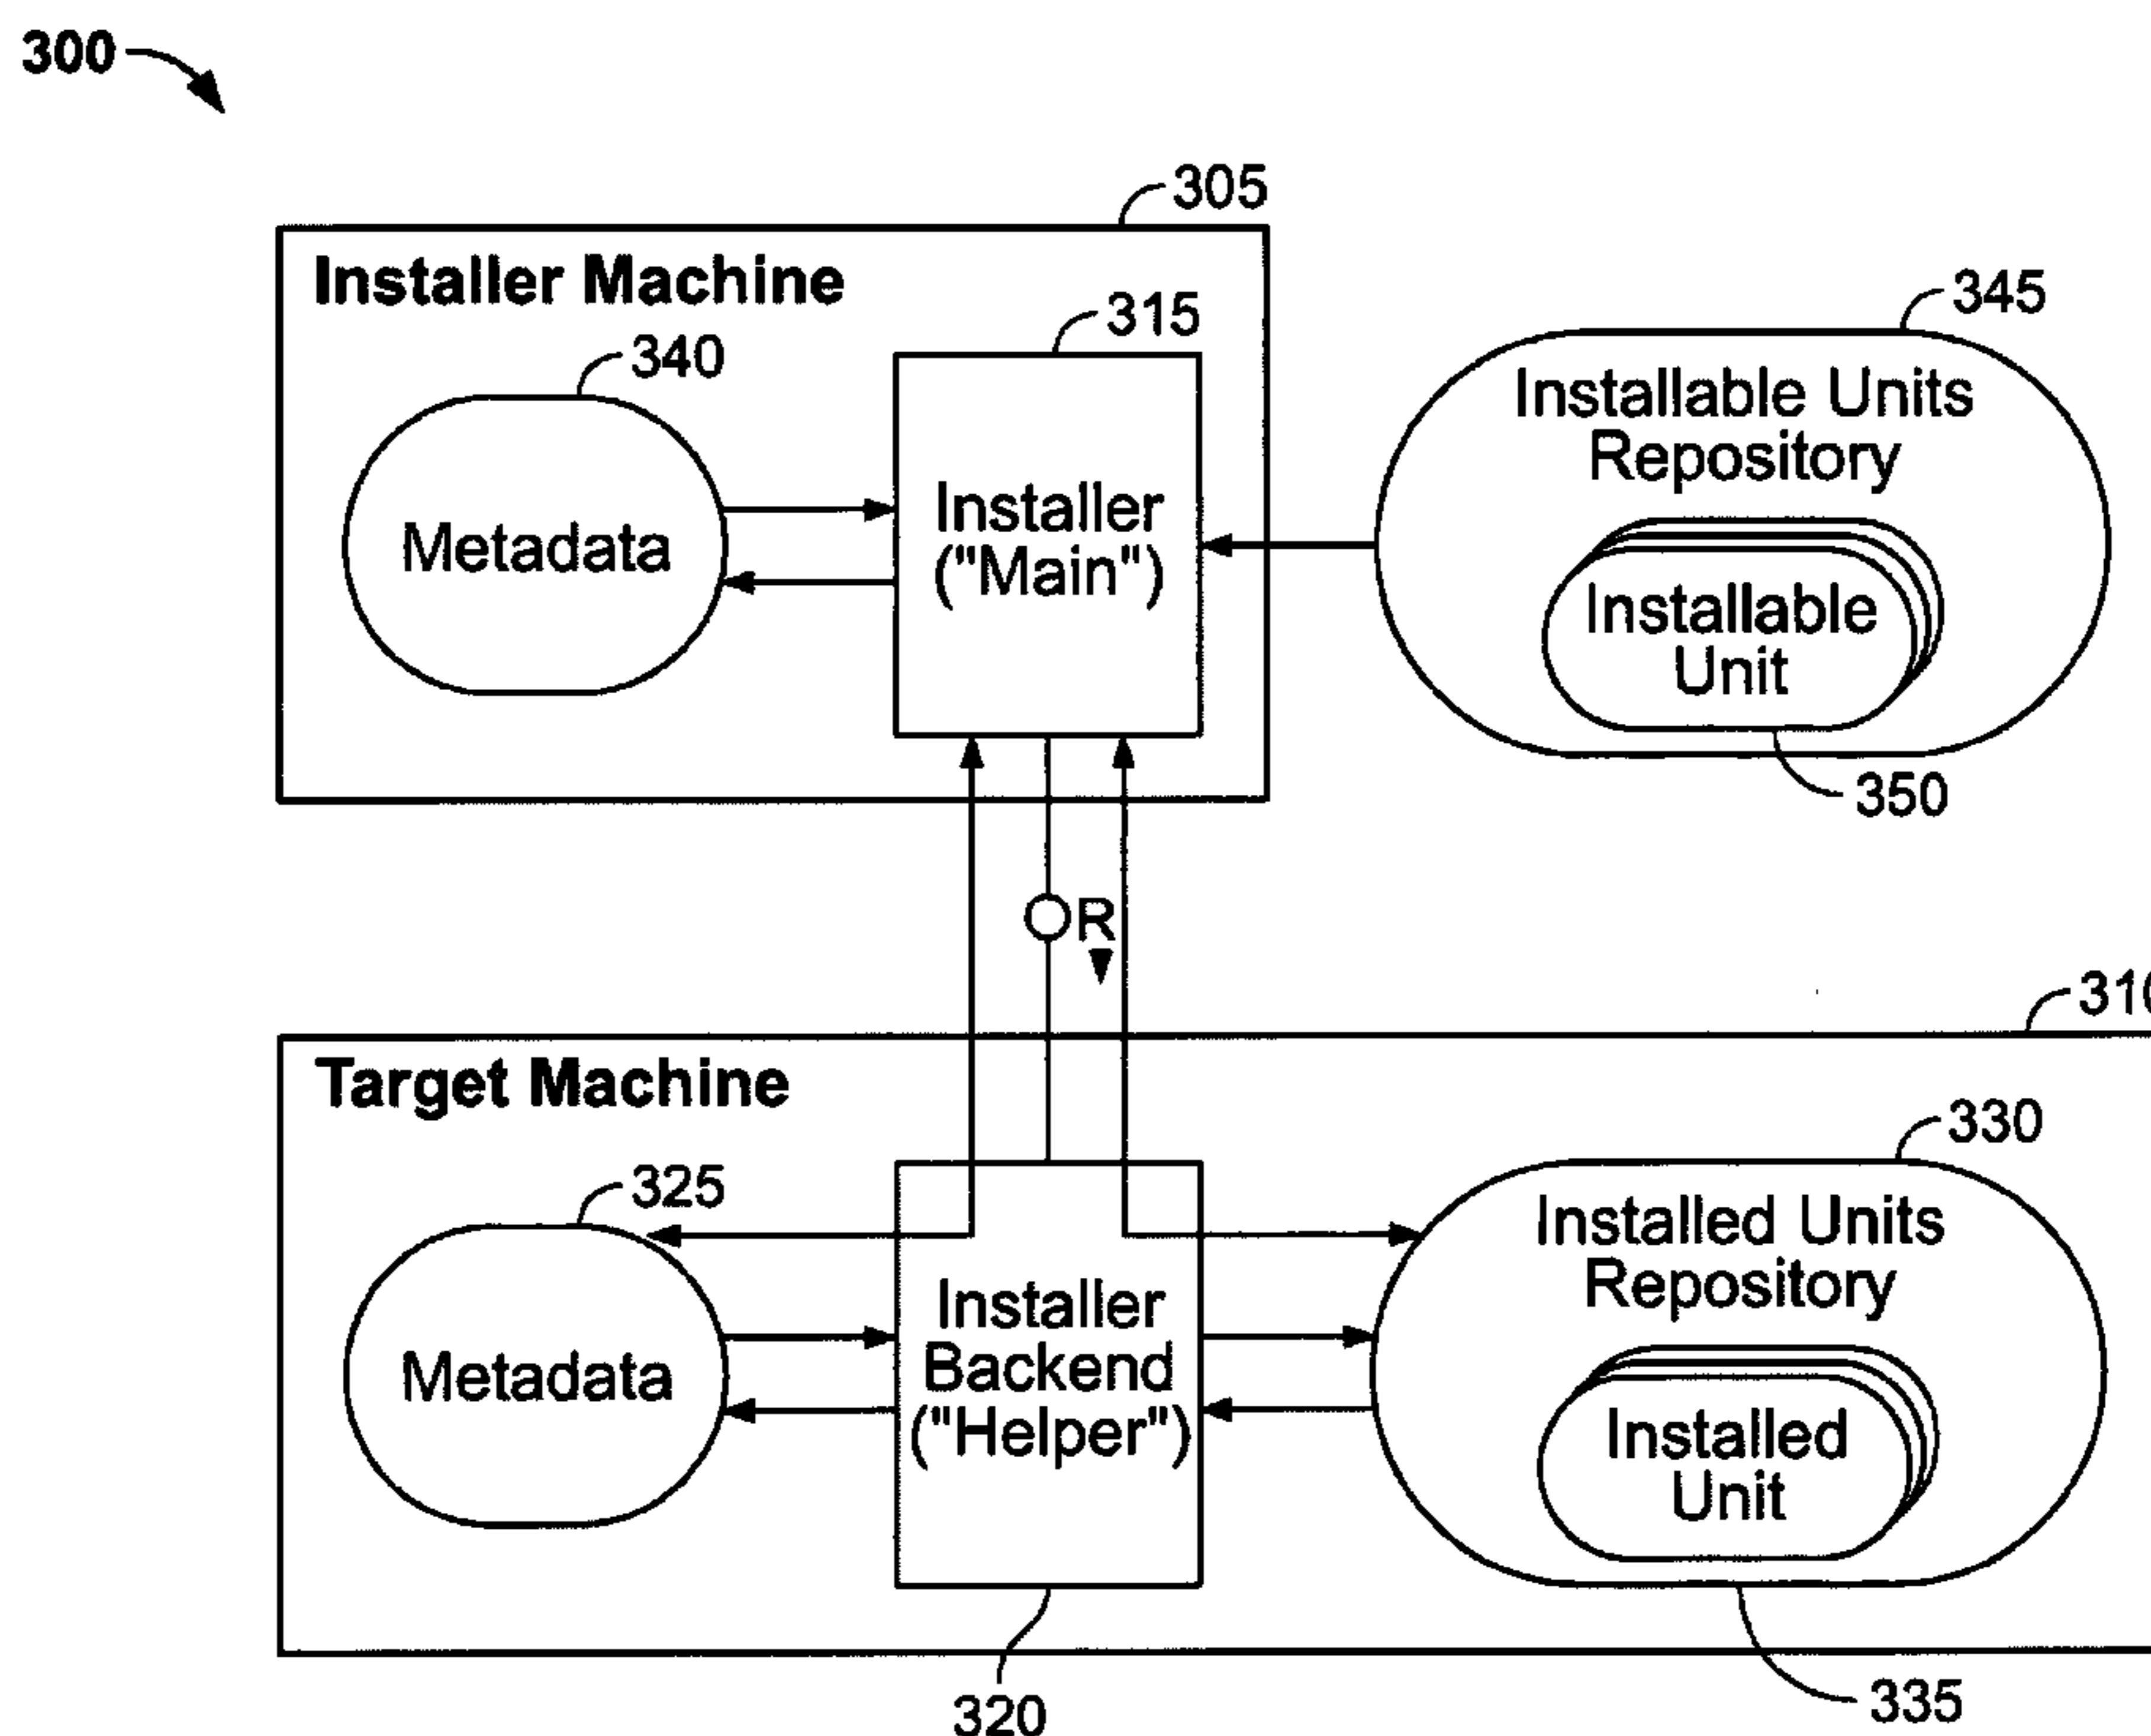 300
305
Installer Machine
315
345
340
Installable Units
Repository
Installer
("Main")
Metadata
Installable
Unit
350
R
Target Machine
330
325
Installed Units
Repository
Installer
Backend
("Helper")
Metadata
Installed
Unit
320
335